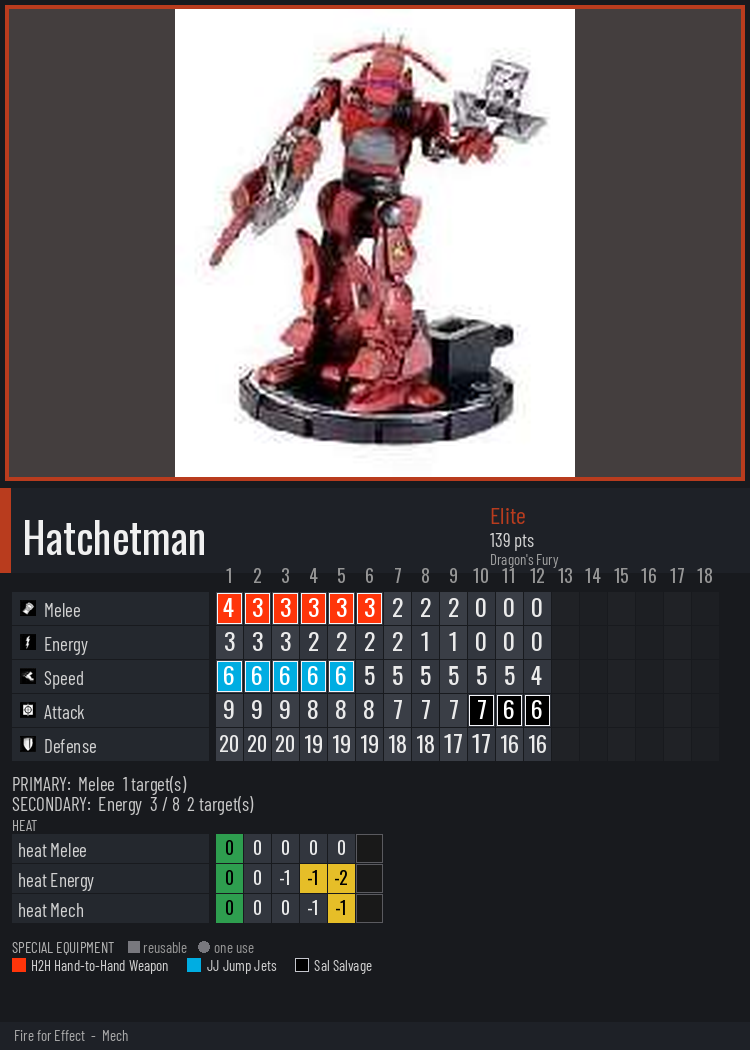 Hatchetman
Elite
139 pts
Dragon's Fury
1 2 3 4 5 6 7 8 9 10 11 12 13 14 15 16 17 18
Melee 4 3 3 3 3 3 2 2 2 0 0 0
Energy 3 3 3 2 2 2 2 1 1 0 0 0
Speed 6 6 6 6 6 5 5 5 5 5 5 4
Attack 9 9 9 8 8 8 7 7 7 7 6 6
Defense 20 20 20 19 19 19 18 18 17 17 16 16
PRIMARY: Melee 1 target(s)
SECONDARY: Energy 3 / 8 2 target(s)
HEAT
heat Melee 0 0 0 0 0
heat Energy 0 0 -1 -1 -2
heat Mech 0 0 0 -1 -1
SPECIAL EQUIPMENT reusable one use
H2H Hand-to-Hand Weapon JJ Jump Jets Sal Salvage
Fire for Effect - Mech